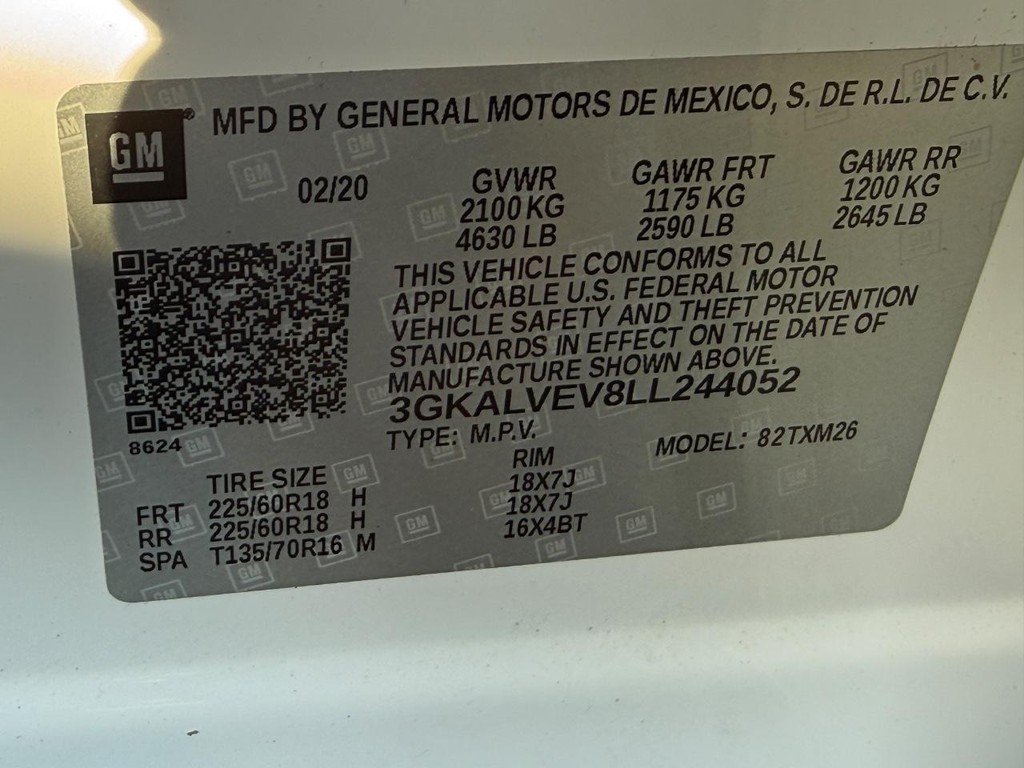 GM® MFD BY GENERAL MOTORS DE MEXICO, S. DE R.L. DE C.V.
02/20 GVWR GAWR FRT GAWR RR
2100 KG 1175 KG 1200 KG
4630 LB 2590 LB 2645 LB
THIS VEHICLE CONFORMS TO ALL
APPLICABLE U.S. FEDERAL MOTOR
VEHICLE SAFETY AND THEFT PREVENTION
STANDARDS IN EFFECT ON THE DATE OF
MANUFACTURE SHOWN ABOVE.
3GKALVEV8LL244052
8624 TYPE: M.P.V. MODEL: 82TXM26
TIRE SIZE RIM
FRT 225/60R18 H 18X7J
RR 225/60R18 H 18X7J
SPA T135/70R16 M 16X4BT